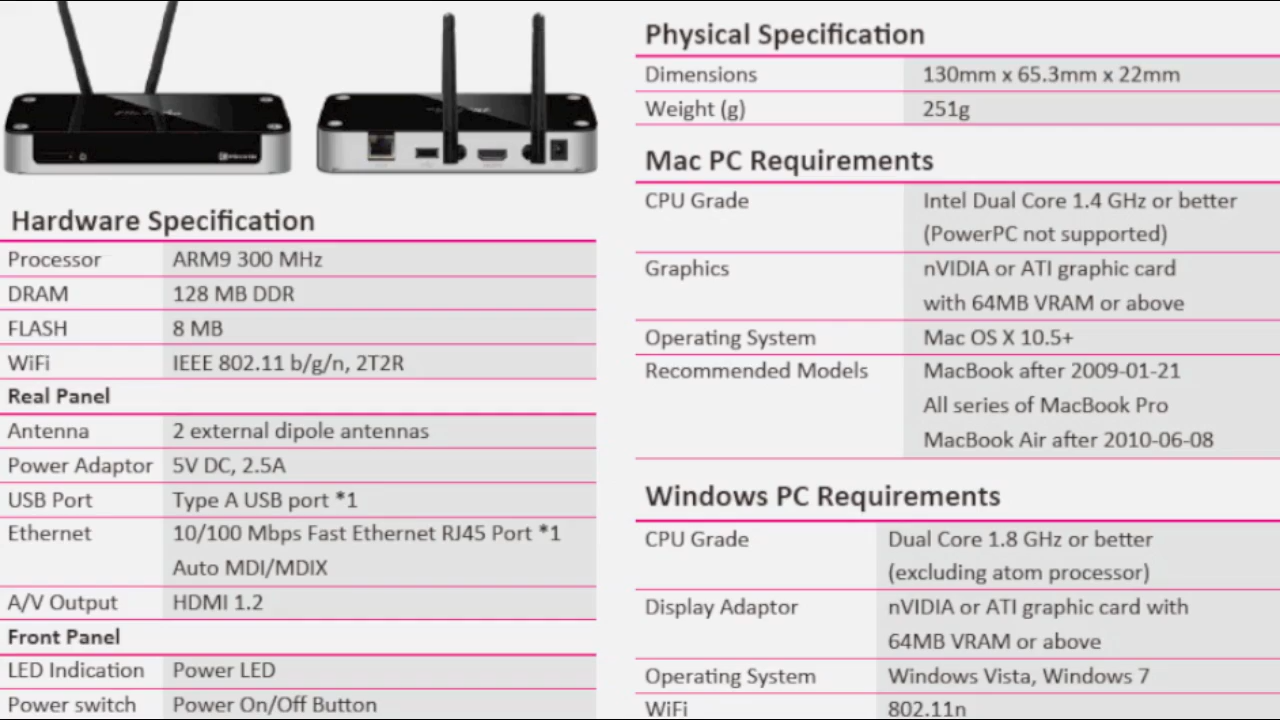 Hardware Specification
Processor ARM9 300 MHz
DRAM 128 MB DDR
FLASH 8 MB
WiFi IEEE 802.11 b/g/n, 2T2R
Real Panel
Antenna 2 external dipole antennas
Power Adaptor 5V DC, 2.5A
USB Port Type A USB port *1
Ethernet 10/100 Mbps Fast Ethernet RJ45 Port *1
Auto MDI/MDIX
A/V Output HDMI 1.2
Front Panel
LED Indication Power LED
Power switch Power On/Off Button
Physical Specification
Dimensions 130mm x 65.3mm x 22mm
Weight (g) 251g
Mac PC Requirements
CPU Grade Intel Dual Core 1.4 GHz or better
(PowerPC not supported)
Graphics nVIDIA or ATI graphic card
with 64MB VRAM or above
Operating System Mac OS X 10.5+
Recommended Models MacBook after 2009-01-21
All series of MacBook Pro
MacBook Air after 2010-06-08
Windows PC Requirements
CPU Grade Dual Core 1.8 GHz or better
(excluding atom processor)
Display Adaptor nVIDIA or ATI graphic card with
64MB VRAM or above
Operating System Windows Vista, Windows 7
WiFi 802.11n